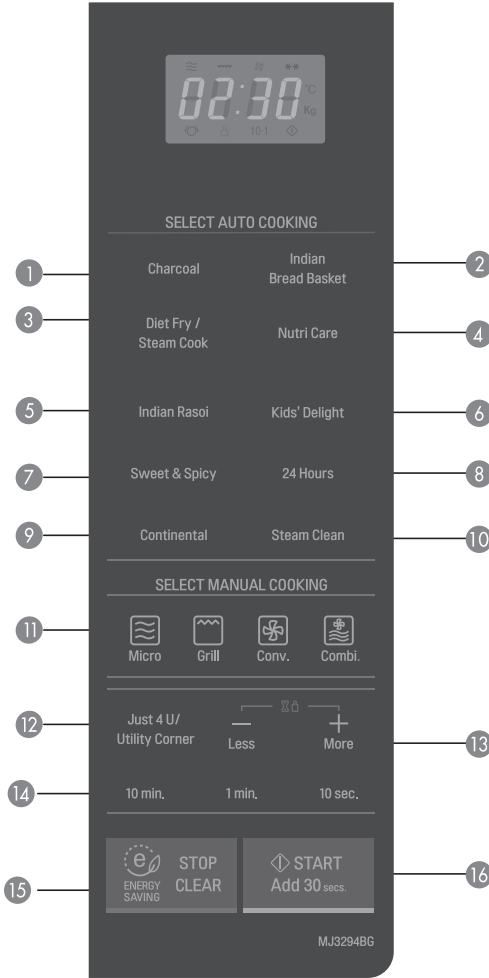 02:30
°C
Kg
10-1
SELECT AUTO COOKING
1
Charcoal
Indian
Bread Basket
2
3
Diet Fry /
Steam Cook
Nutri Care
4
5
Indian Rasoi
Kids' Delight
6
7
Sweet & Spicy
24 Hours
8
9
Continental
Steam Clean
10
SELECT MANUAL COOKING
11
Micro
Grill
Conv.
Combi.
12
Just 4 U/
Utility Corner
Less
More
13
14
10 min.
1 min.
10 sec.
15
e
ENERGY
SAVING
STOP
CLEAR
START
Add 30 secs.
16
MJ3294BG